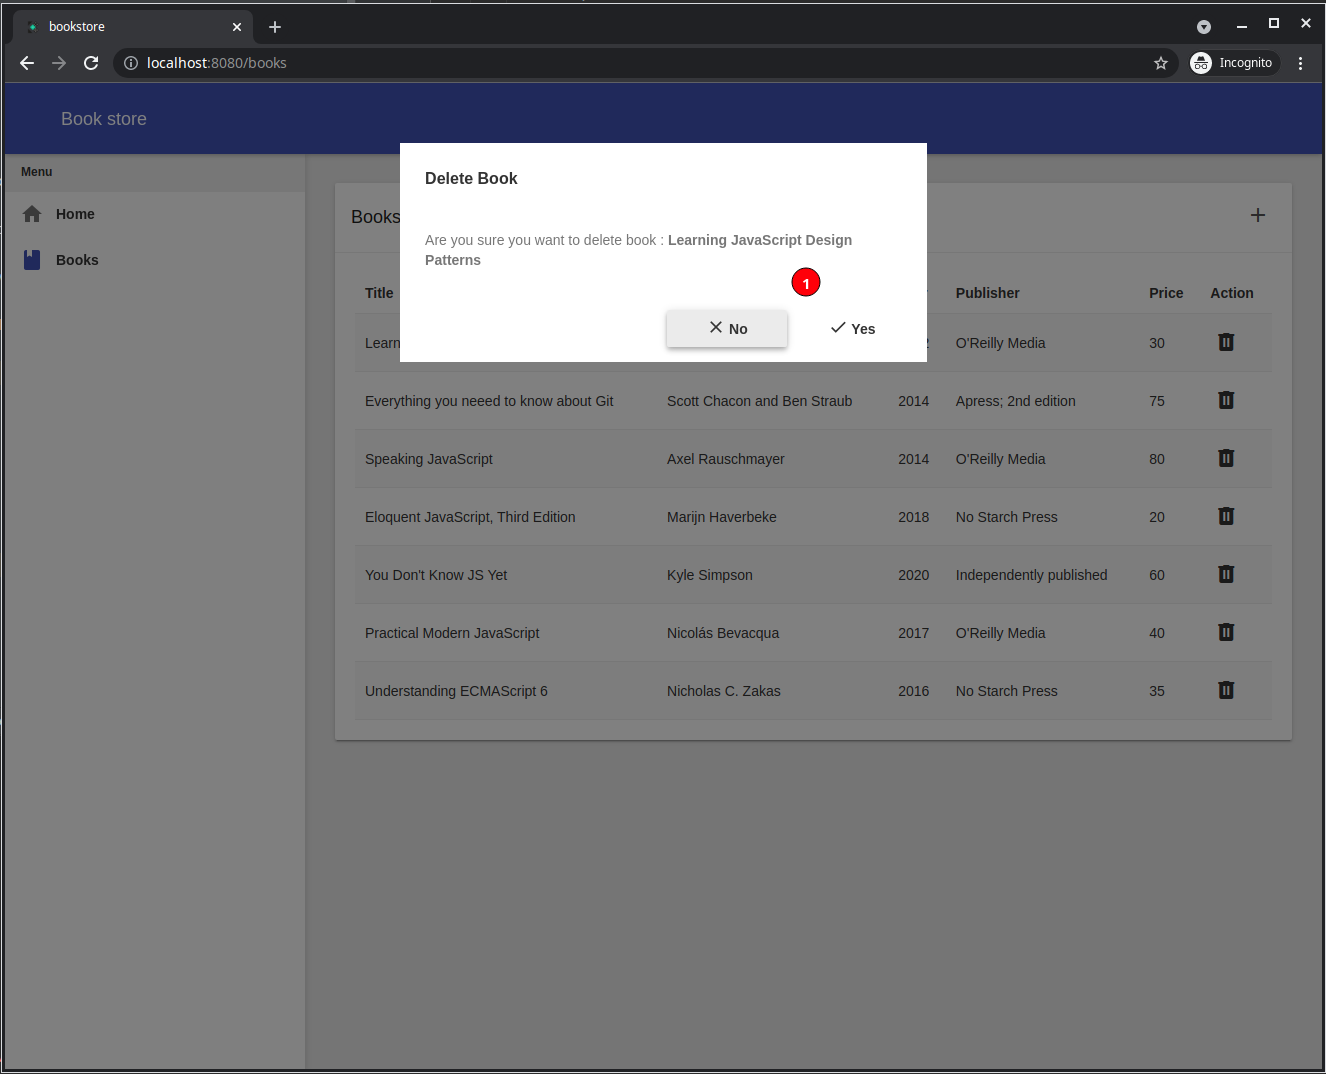 bookstore
localhost:8080/books
Incognito
Book store
Menu
Home
Books
Delete Book
Are you sure you want to delete book : Learning JavaScript Design
Patterns
1
No Yes
Books
Title Publisher Price Action
O'Reilly Media 30
Everything you neeed to know about Git Scott Chacon and Ben Straub 2014 Apress; 2nd edition 75
Speaking JavaScript Axel Rauschmayer 2014 O'Reilly Media 80
Eloquent JavaScript, Third Edition Marijn Haverbeke 2018 No Starch Press 20
You Don't Know JS Yet Kyle Simpson 2020 Independently published 60
Practical Modern JavaScript Nicolás Bevacqua 2017 O'Reilly Media 40
Understanding ECMAScript 6 Nicholas C. Zakas 2016 No Starch Press 35